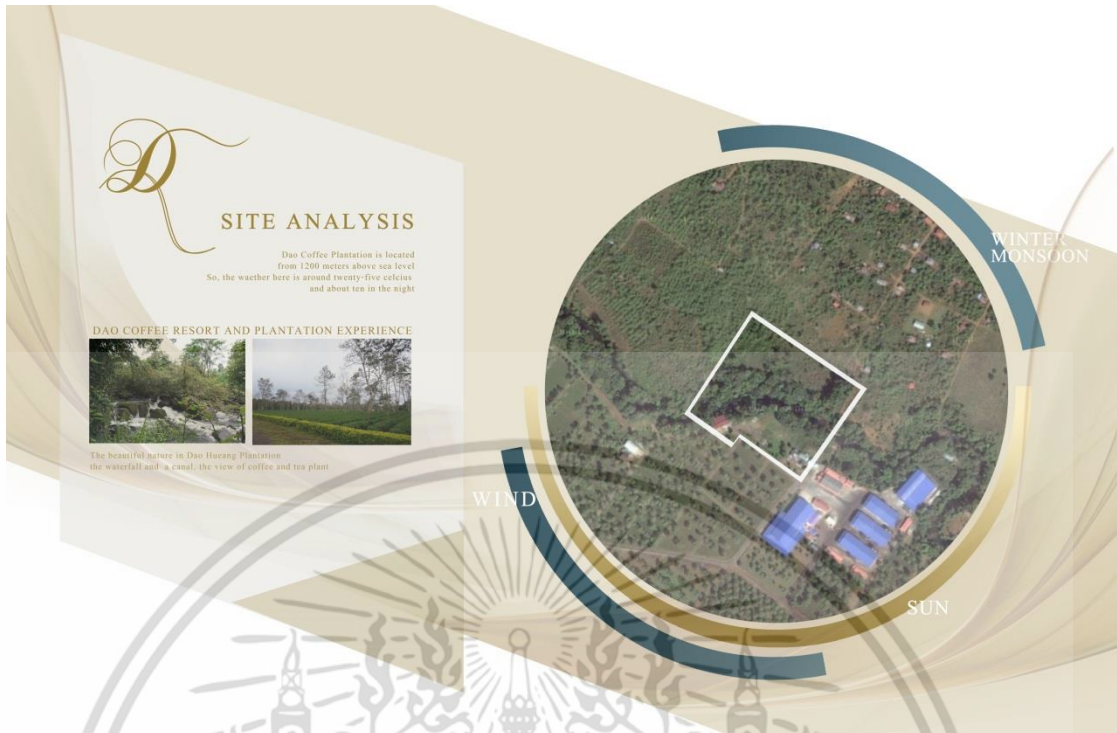 D
SITE ANALYSIS
Dao Coffee Plantation is located
from 1200 meters above sea level
So, the waether here is around twenty-five celcius
and about ten in the night
DAO COFFEE RESORT AND PLANTATION EXPERIENCE
The beautiful nature in Dao Hueang Plantation
the waterfall and a canal, the view of coffee and tea plant
WINTER
MONSOON
WIND
SUN